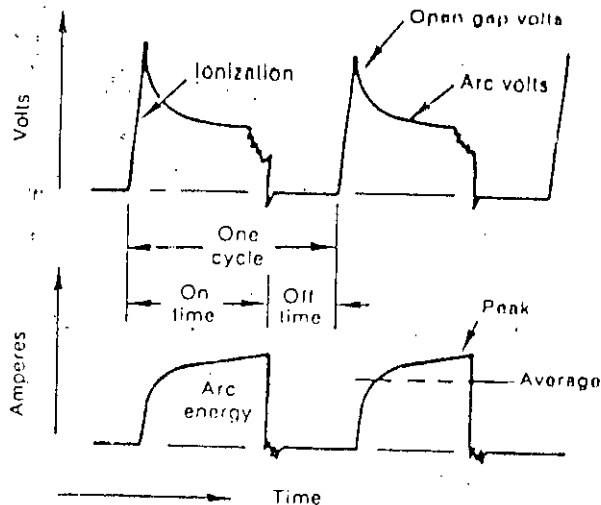 Open gap volts
Ionization
Arc volts
Volts
One
cycle
On
time
Off
time
Peak
Amperes
Arc
energy
Average
Time